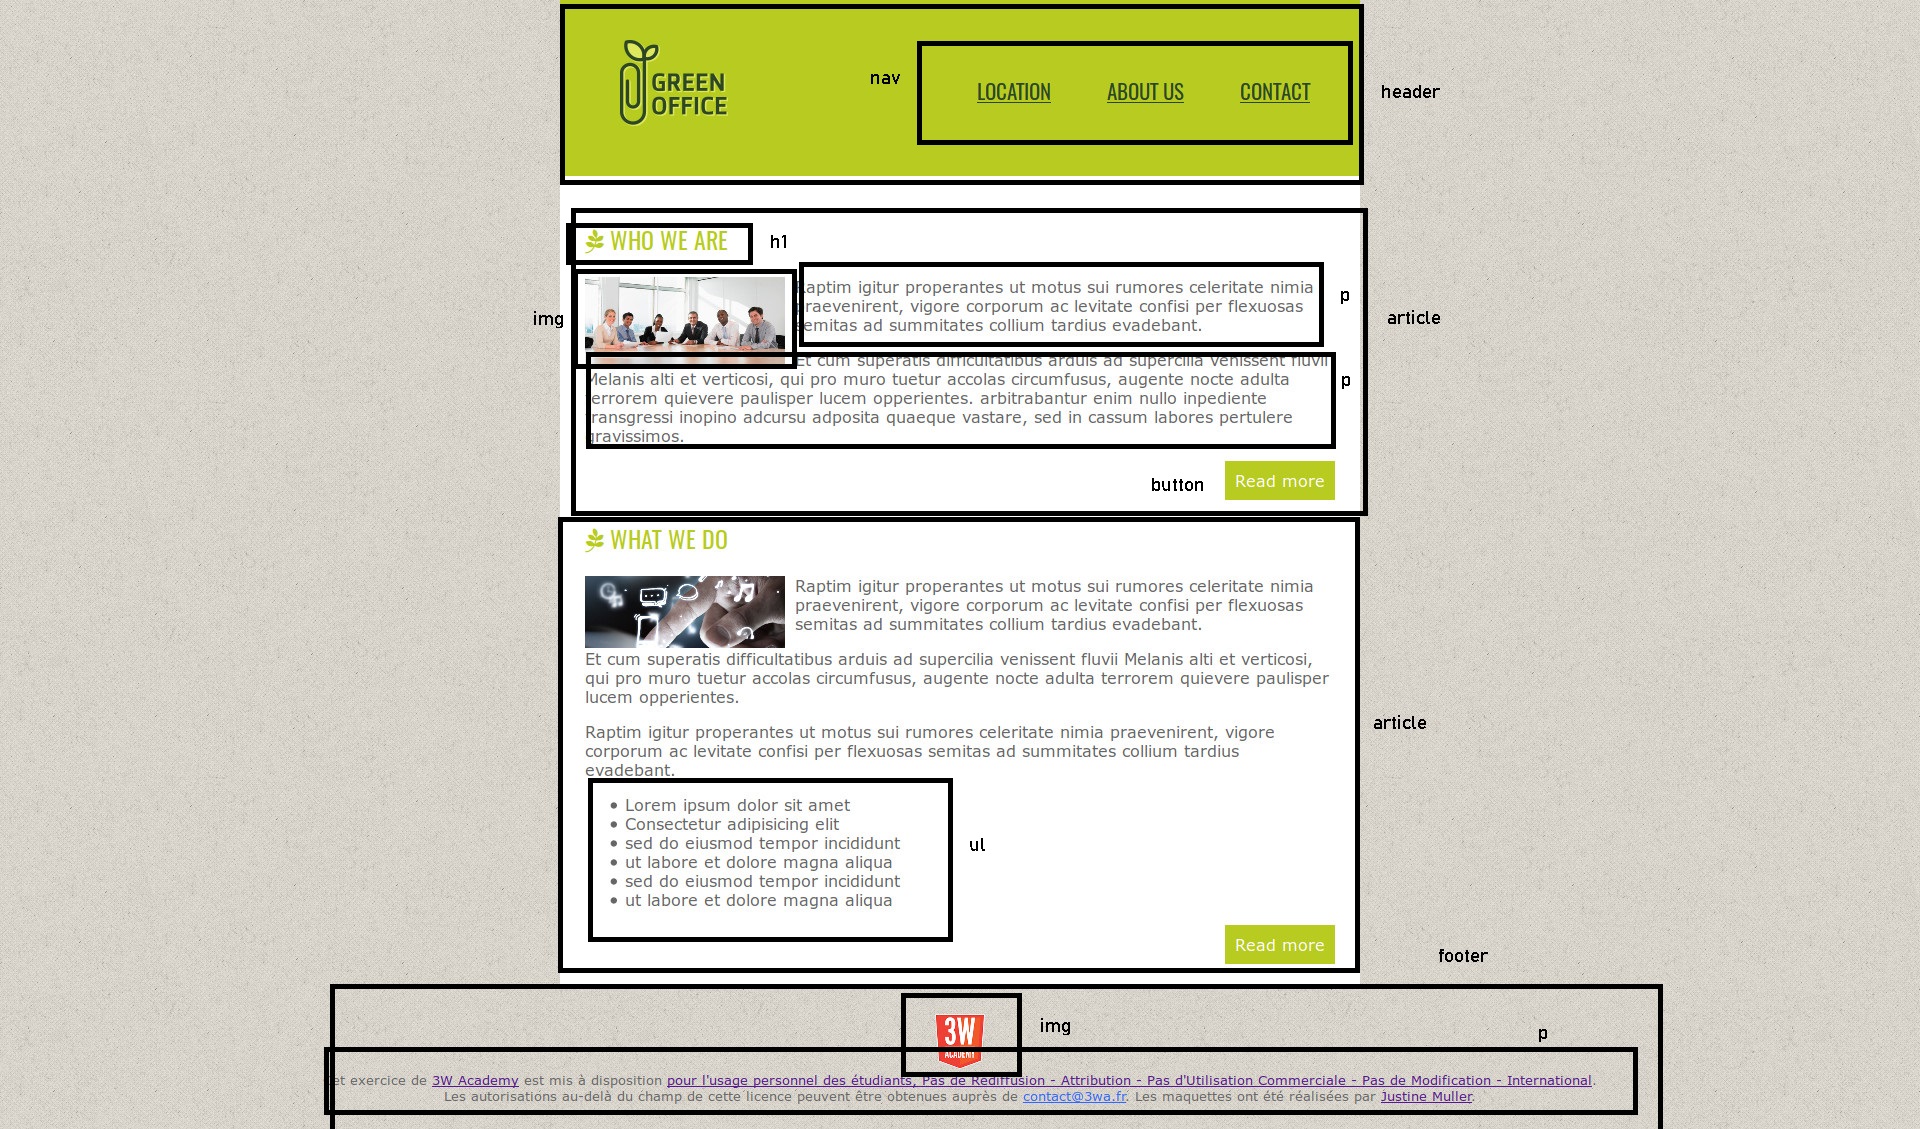 GREEN
OFFICE
nav
LOCATION
ABOUT US
CONTACT
header
WHO WE ARE
h1
img
Raptim igitur properantes ut motus sui rumores celeritate nimia
praevenirent, vigore corporum ac levitate confisi per flexuosas
semitas ad summitates collium tardius evadebant.
p
article
Et cum superatis difficultatibus arduis ad supercilia venissent fluvii
Melanis alti et verticosi, qui pro muro tuetur accolas circumfusus, augente nocte adulta
terrorem quievere paulisper lucem opperientes. arbitrabantur enim nullo inpediente
transgressi inopino adcursu adposita quaeque vastare, sed in cassum labores pertulere
gravissimos.
p
button
Read more
WHAT WE DO
Raptim igitur properantes ut motus sui rumores celeritate nimia
praevenirent, vigore corporum ac levitate confisi per flexuosas
semitas ad summitates collium tardius evadebant.
Et cum superatis difficultatibus arduis ad supercilia venissent fluvii Melanis alti et verticosi,
qui pro muro tuetur accolas circumfusus, augente nocte adulta terrorem quievere paulisper
lucem opperientes.
Raptim igitur properantes ut motus sui rumores celeritate nimia praevenirent, vigore
corporum ac levitate confisi per flexuosas semitas ad summitates collium tardius
evadebant.
article
• Lorem ipsum dolor sit amet
• Consectetur adipisicing elit
• sed do eiusmod tempor incididunt
• ut labore et dolore magna aliqua
• sed do eiusmod tempor incididunt
• ut labore et dolore magna aliqua
ul
Read more
footer
3W
ACADEMY
img
p
Cet exercice de 3W Academy est mis à disposition pour l'usage personnel des étudiants, Pas de Rediffusion - Attribution - Pas d'Utilisation Commerciale - Pas de Modification - International.
Les autorisations au-delà du champ de cette licence peuvent être obtenues auprès de contact@3wa.fr. Les maquettes ont été réalisées par Justine Muller.